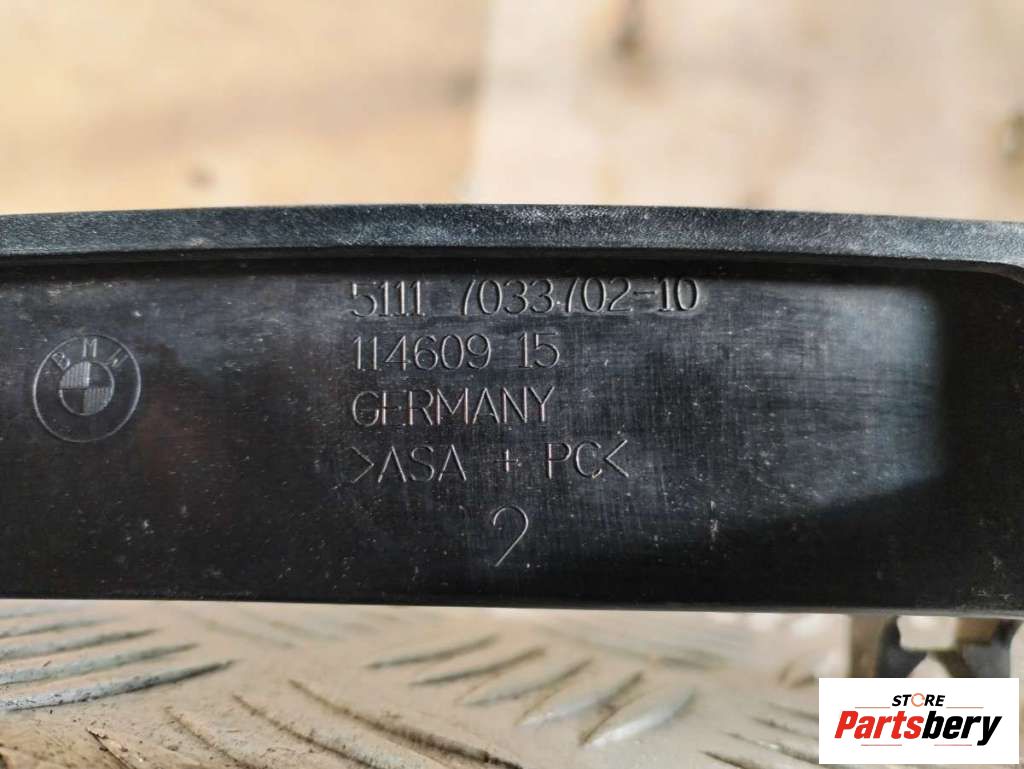 5111 7033702-10
114609 15
GERMANY
>ASA + PC<
2
BMW
STORE
Partsbery